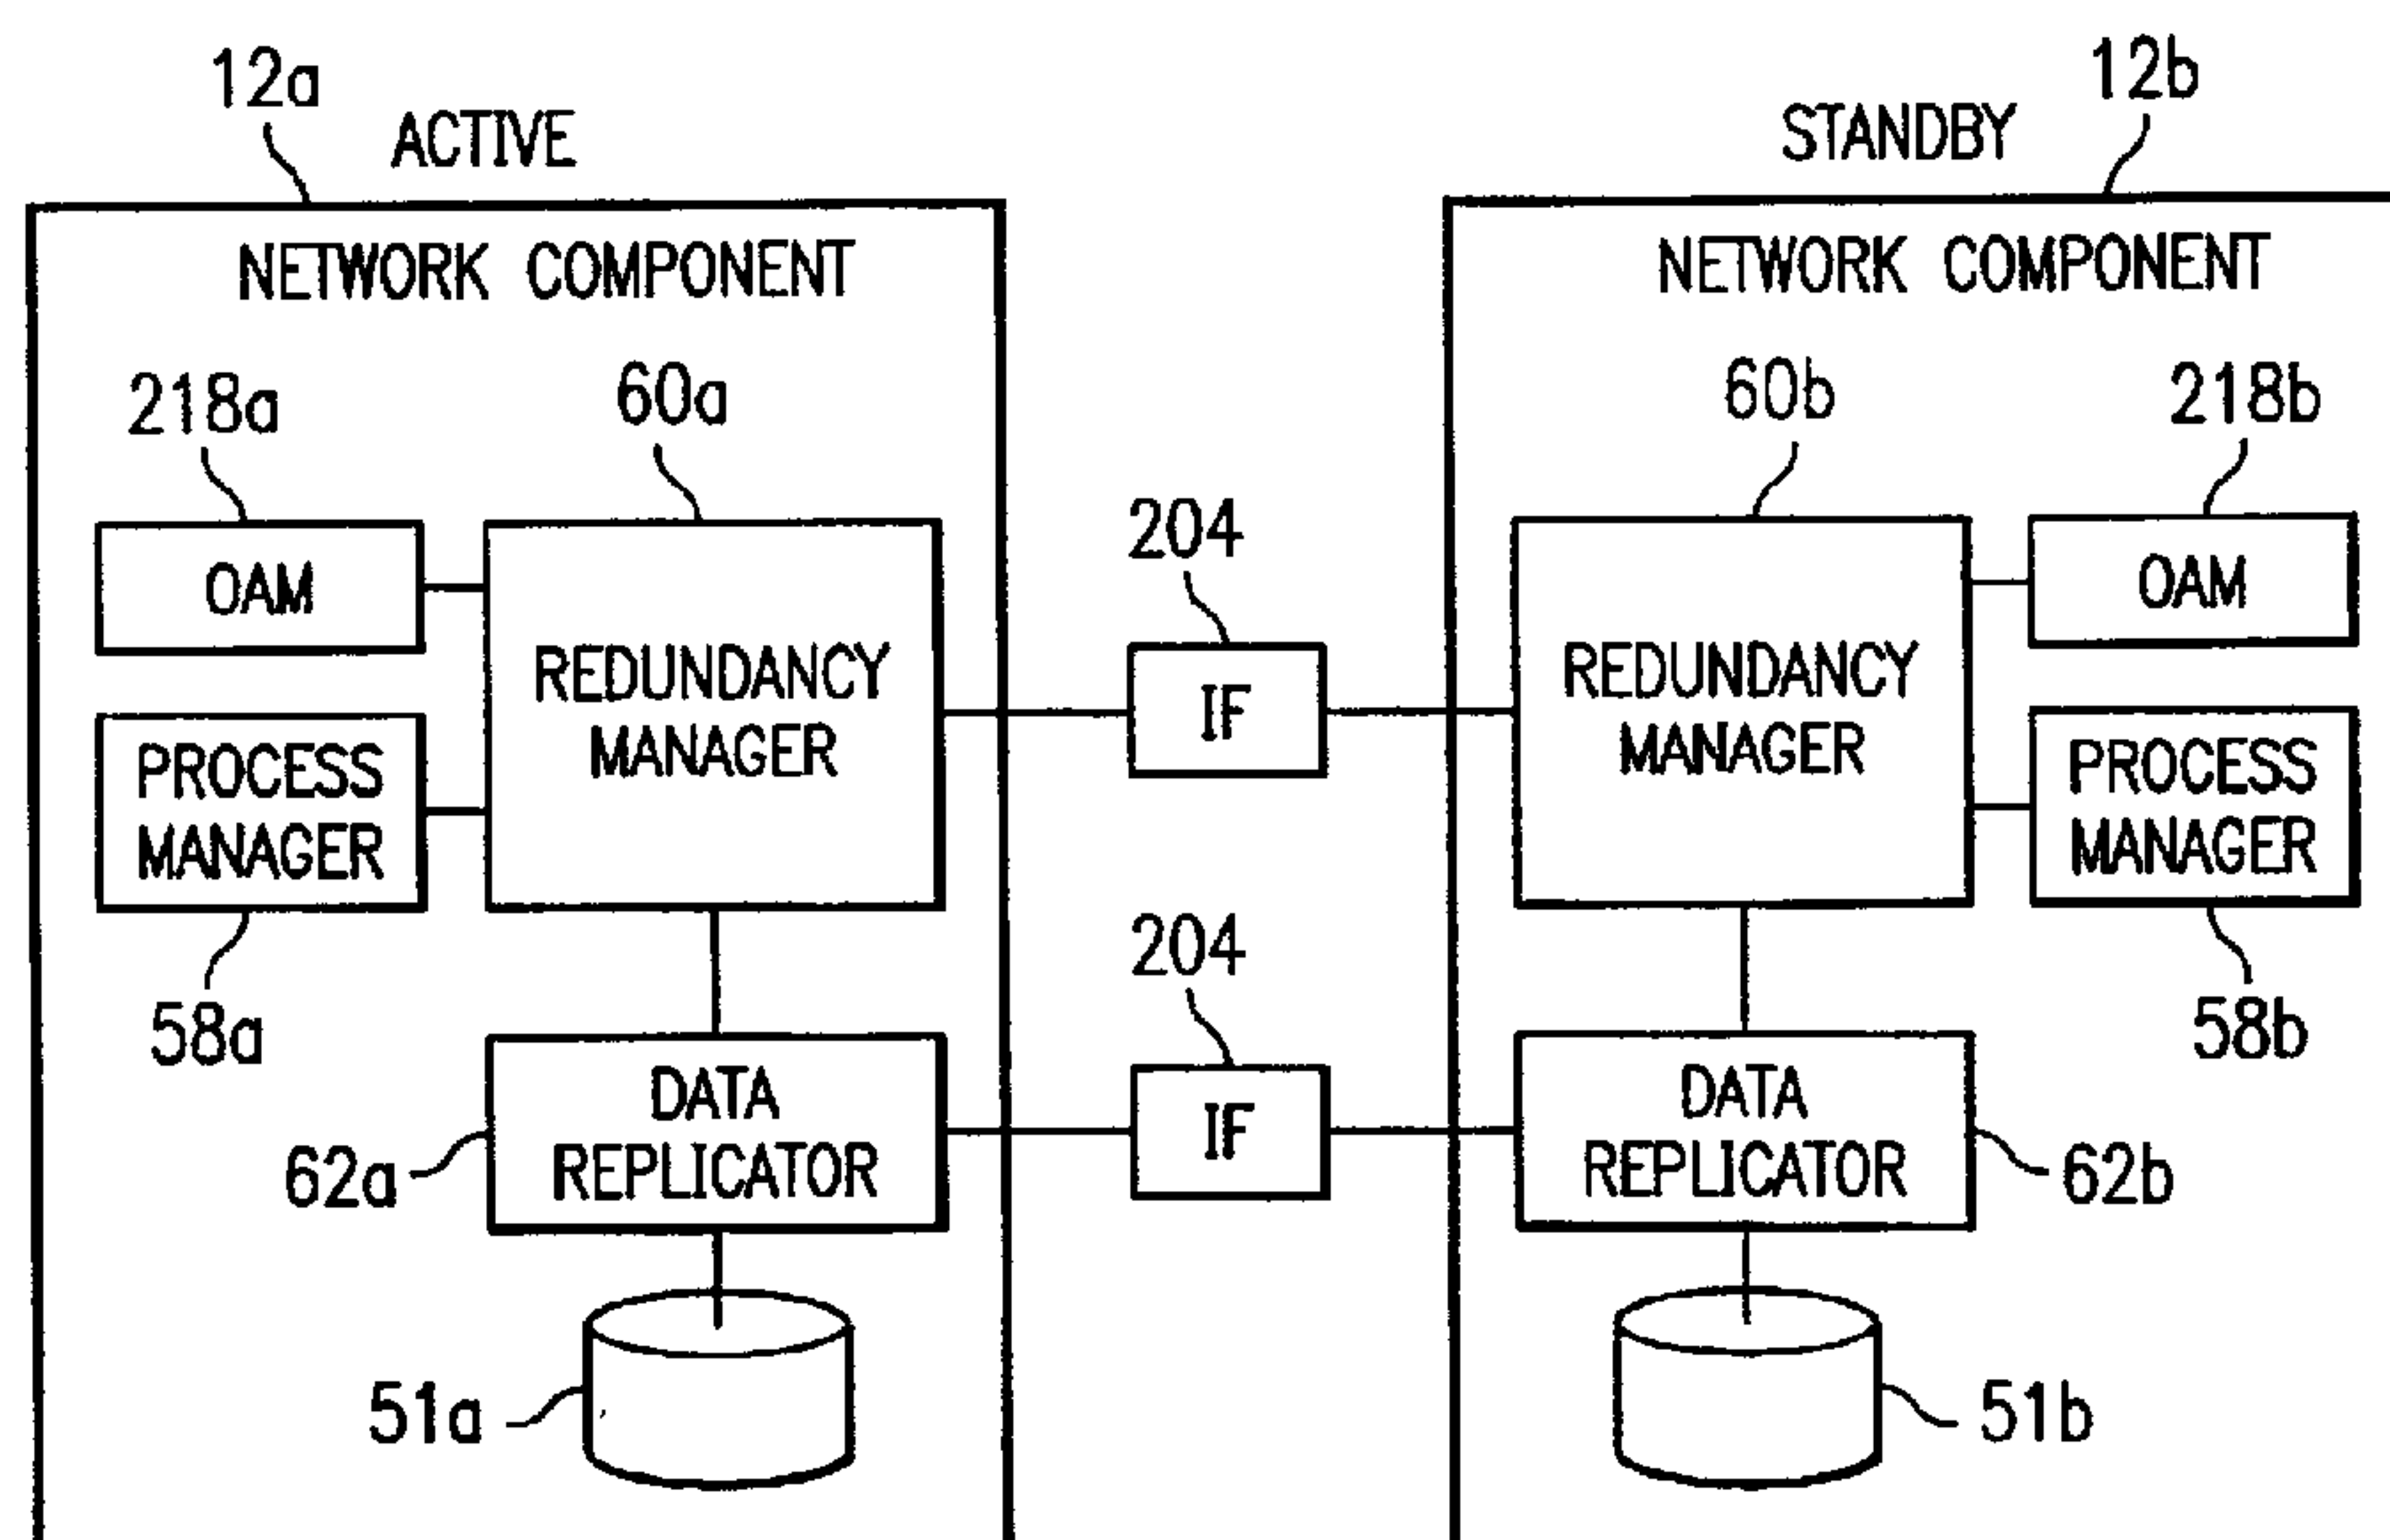 12a
ACTIVE
NETWORK COMPONENT
218a
60a
OAM
REDUNDANCY
MANAGER
PROCESS
MANAGER
58a
62a
DATA
REPLICATOR
51a
204
IF
204
IF
12b
STANDBY
NETWORK COMPONENT
60b
218b
REDUNDANCY
MANAGER
OAM
PROCESS
MANAGER
58b
DATA
REPLICATOR
62b
51b